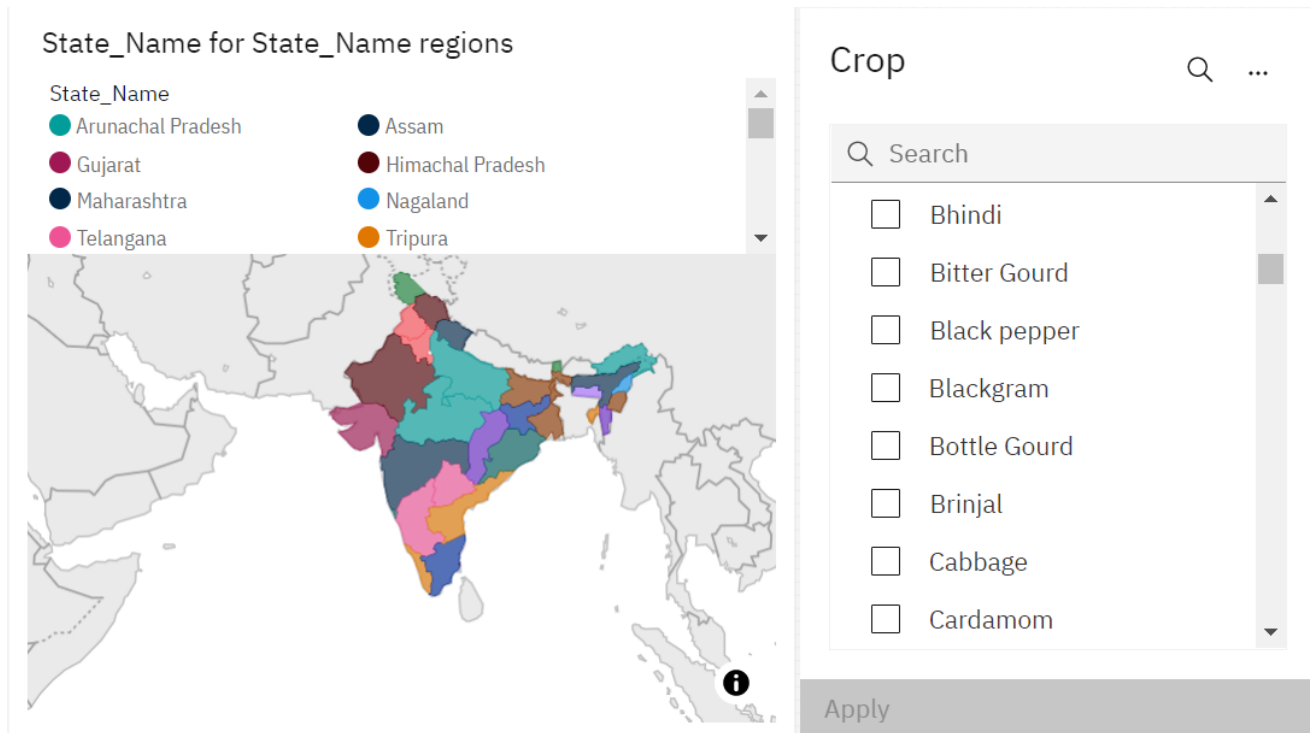 State_Name for State_Name regions
State_Name
Arunachal Pradesh
Assam
Gujarat
Himachal Pradesh
Maharashtra
Nagaland
Telangana
Tripura
Crop
Search
Bhindi
Bitter Gourd
Black pepper
Blackgram
Bottle Gourd
Brinjal
Cabbage
Cardamom
Apply